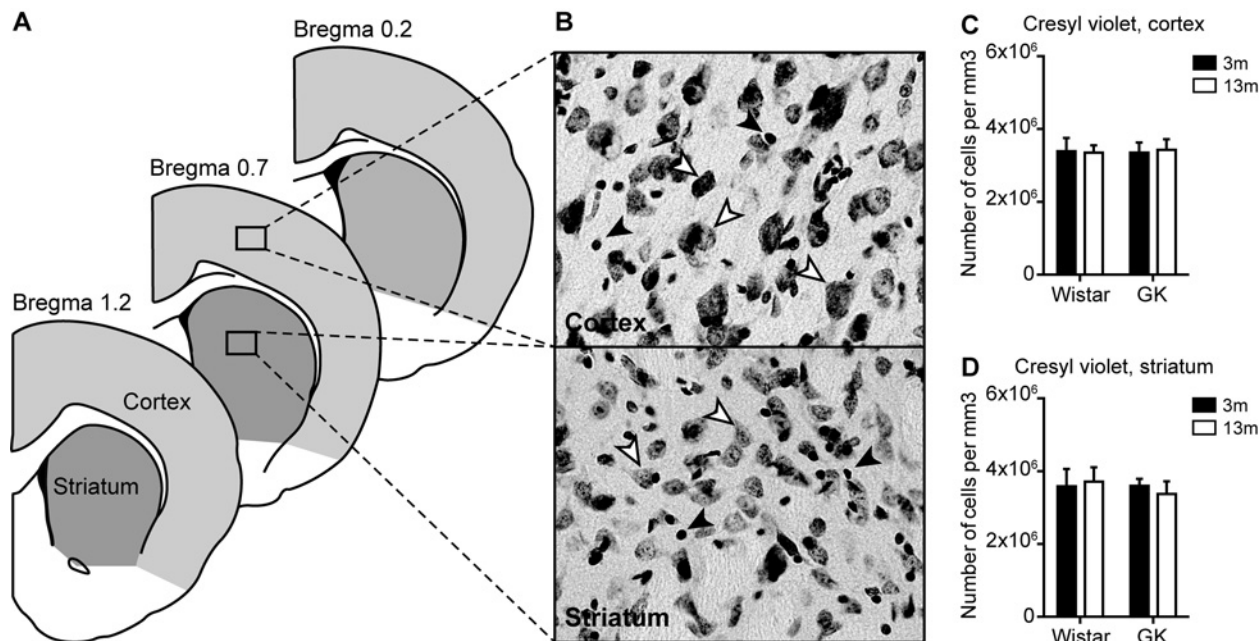 A
Bregma 0.2
Bregma 0.7
Bregma 1.2
Cortex
Striatum
B
Cortex
Striatum
C
Cresyl violet, cortex
Number of cells per mm3
6x10⁶
4x10⁶
2x10⁶
0
Wistar
GK
3m
13m
D
Cresyl violet, striatum
Number of cells per mm3
6x10⁶
4x10⁶
2x10⁶
0
Wistar
GK
3m
13m